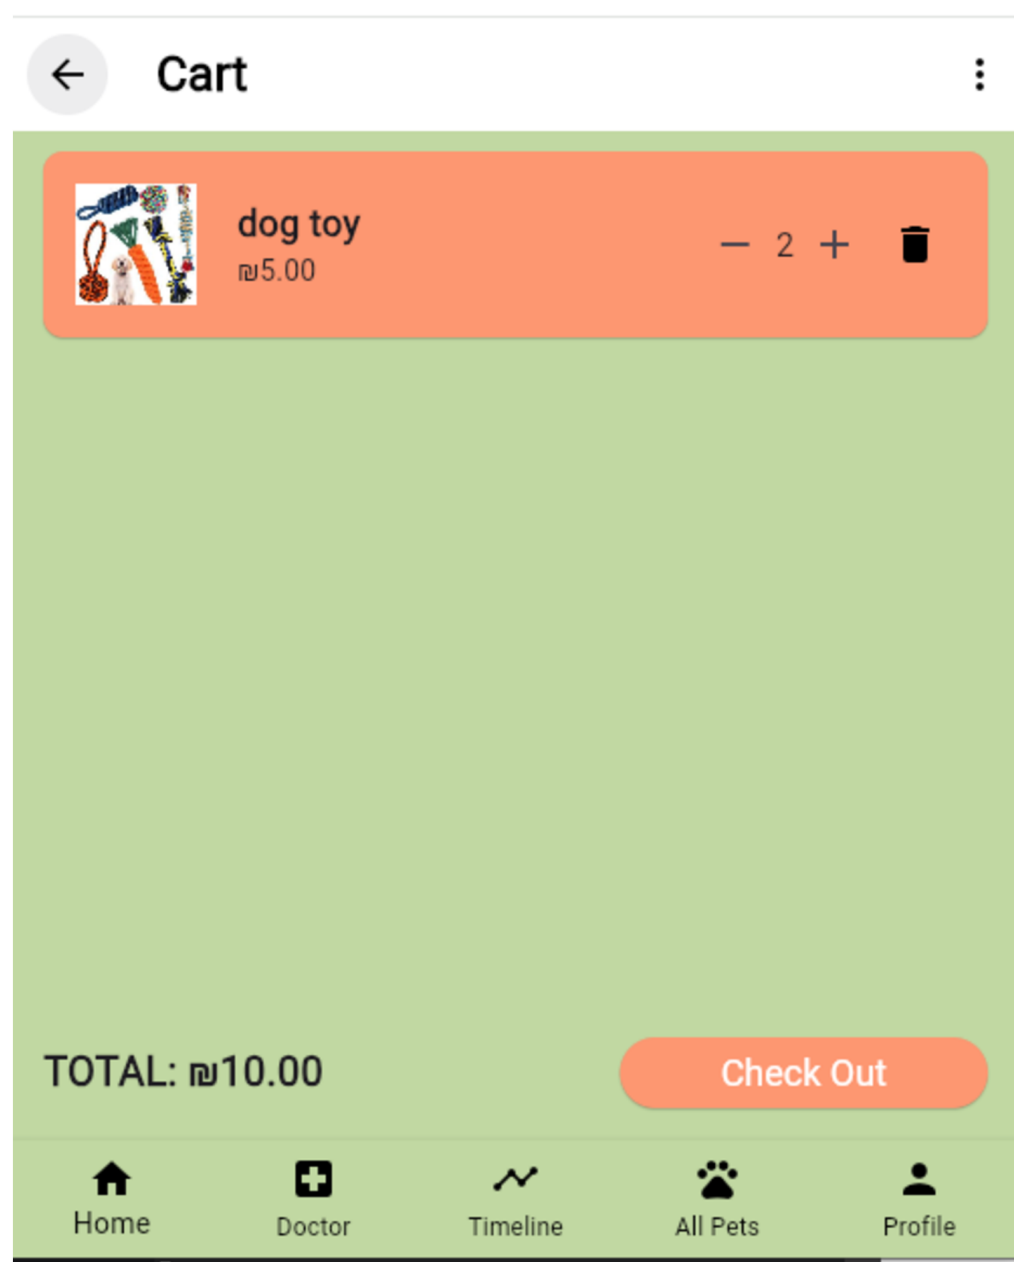 Cart
dog toy
₪5.00
2
TOTAL: ₪10.00
Check Out
Home
Doctor
Timeline
All Pets
Profile